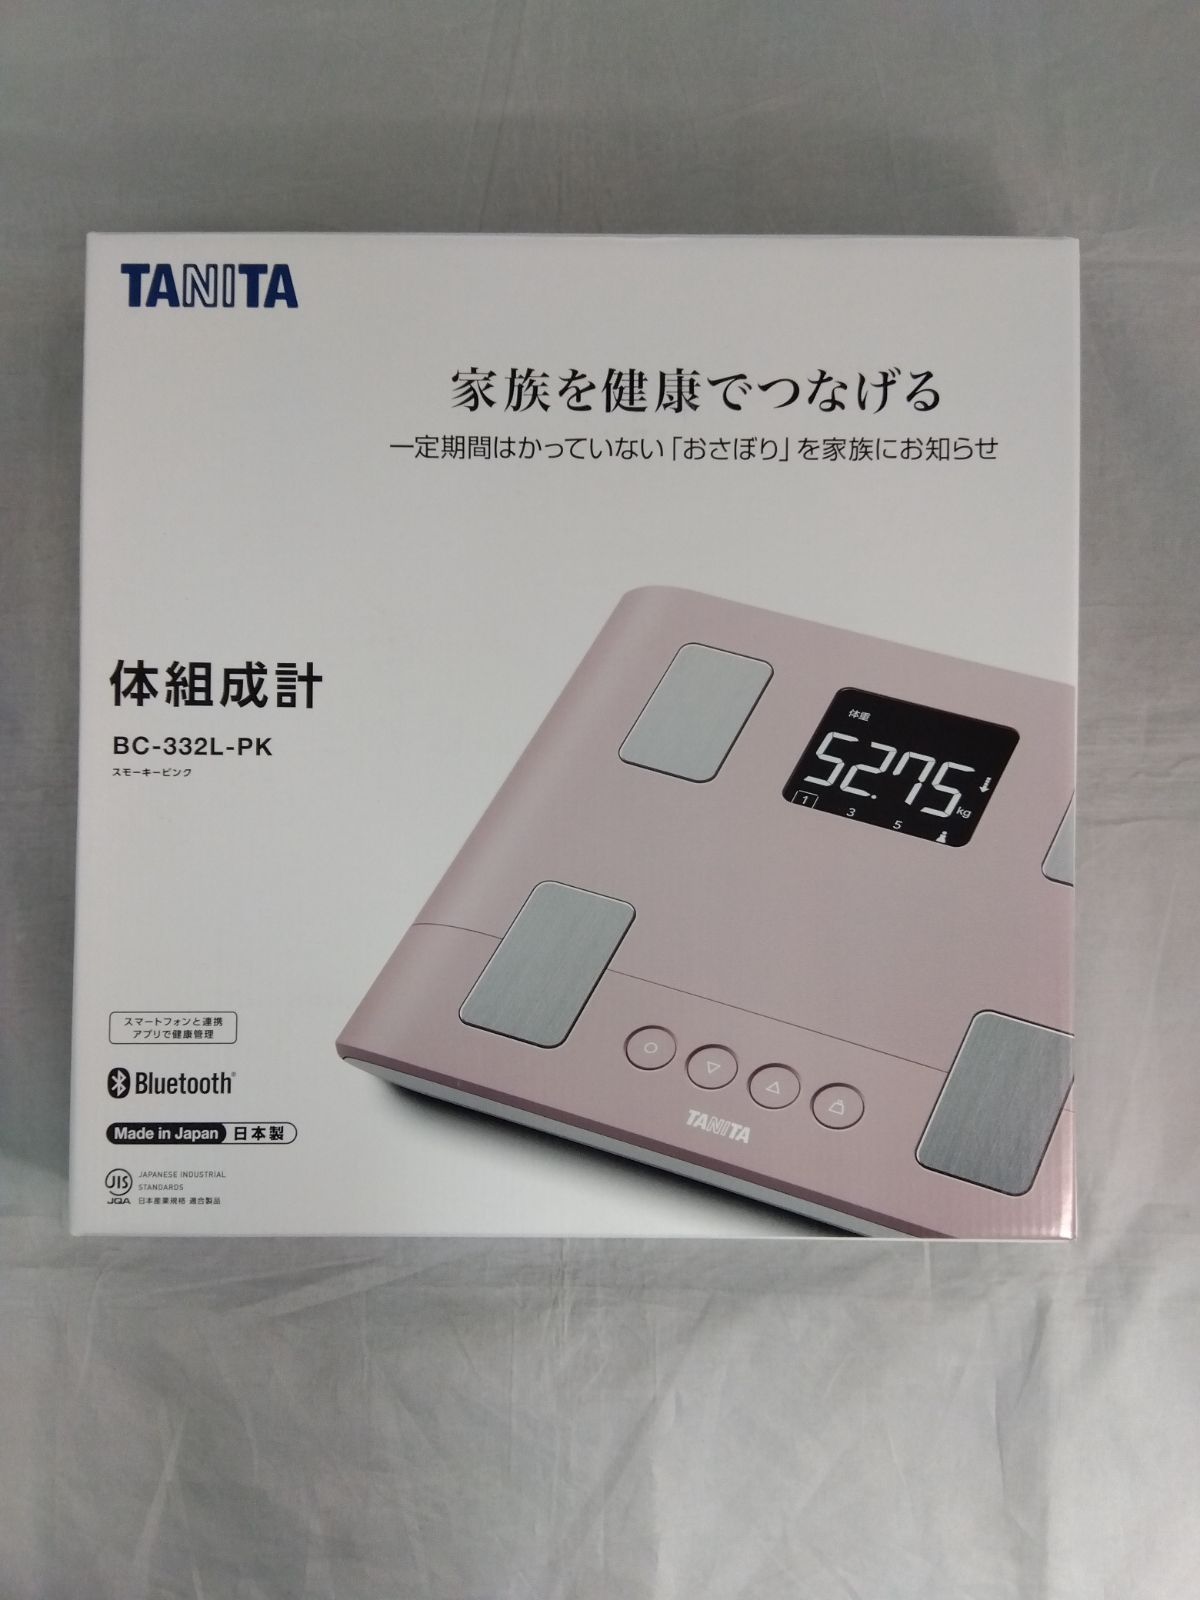 TANITA
家族を健康でつなげる
一定期間はかっていない「おさぼり」を家族にお知らせ
体組成計
BC-332L-PK
スモーキーピンク
体重
52.75 kg
1 3 5
TANITA
スマートフォンと連携
アプリで健康管理
Bluetooth®
Made in Japan 日本製
JIS JAPANESE INDUSTRIAL
STANDARDS
JQA 日本産業規格 適合製品